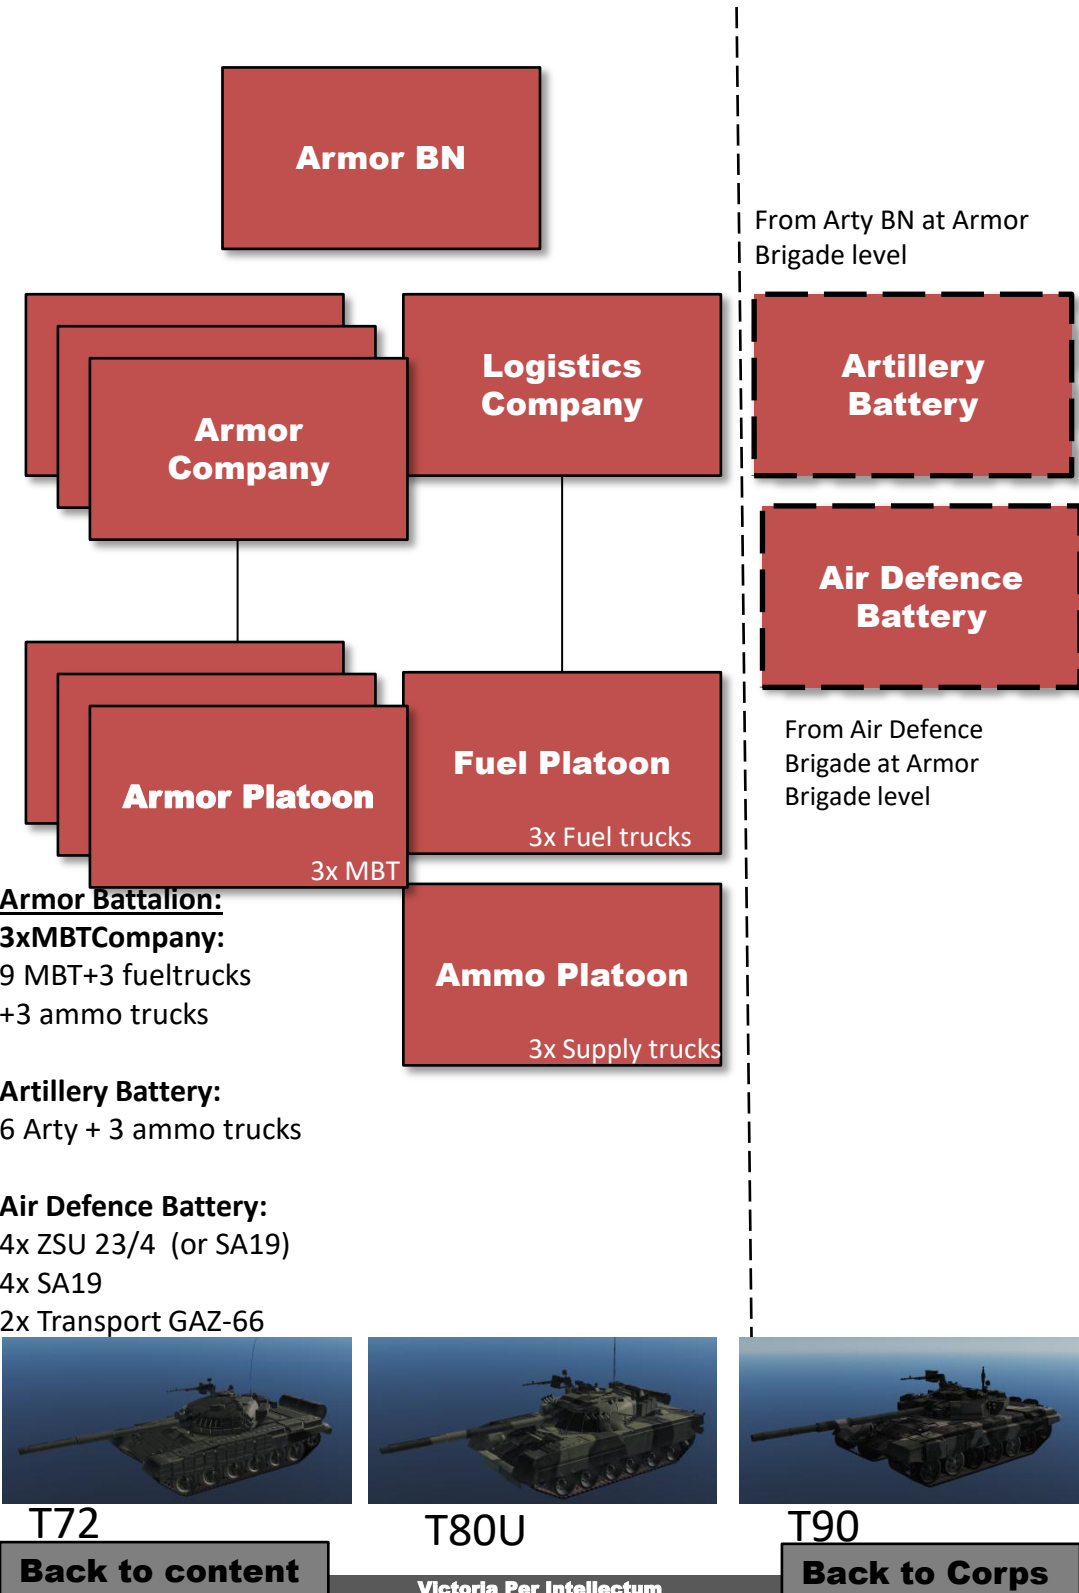 Armor BN
From Arty BN at Armor
Brigade level
Armor
Company
Logistics
Company
Artillery
Battery
Air Defence
Battery
From Air Defence
Brigade at Armor
Brigade level
Armor Platoon
3x MBT
Fuel Platoon
3x Fuel trucks
Ammo Platoon
3x Supply trucks
Armor Battalion:
3xMBTCompany:
9 MBT+3 fueltrucks
+3 ammo trucks
Artillery Battery:
6 Arty + 3 ammo trucks
Air Defence Battery:
4x ZSU 23/4  (or SA19)
4x SA19
2x Transport GAZ-66
T72
T80U
T90
Back to content
Victoria Per Intellectum
Back to Corps